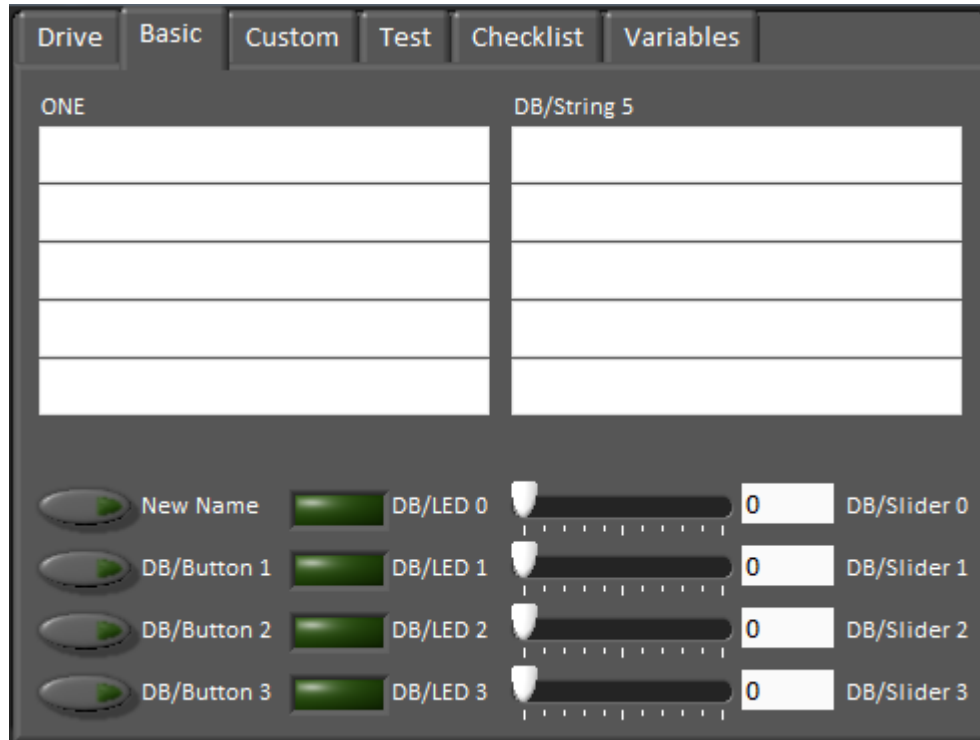 Drive Basic Custom Test Checklist Variables
ONE DB/String 5
New Name DB/LED 0 0 DB/Slider 0
DB/Button 1 DB/LED 1 0 DB/Slider 1
DB/Button 2 DB/LED 2 0 DB/Slider 2
DB/Button 3 DB/LED 3 0 DB/Slider 3